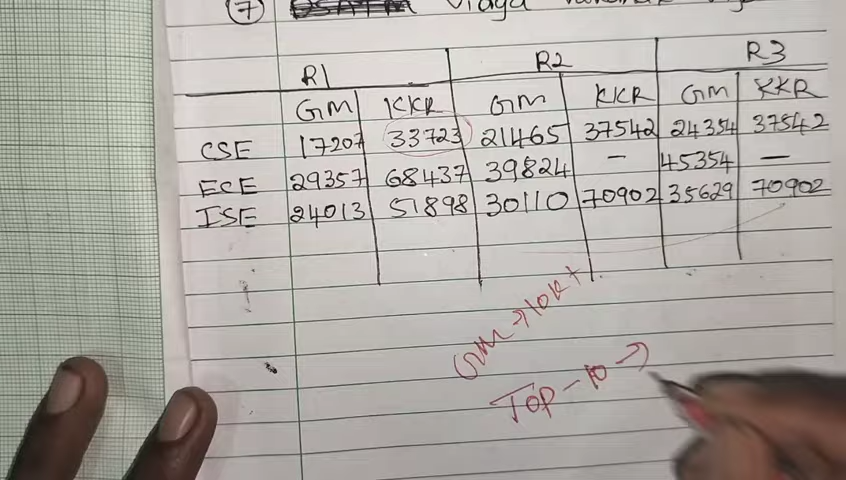 7 Vidya
R1 R2 R3
GM KKR GM KKR GM KKR
CSE 17207 33723 21465 37542 24354 37542
ECE 29357 68437 39824 - 45354 -
ISE 24013 51898 30110 70902 35629 70902
GM → 10K+
Top-10 →